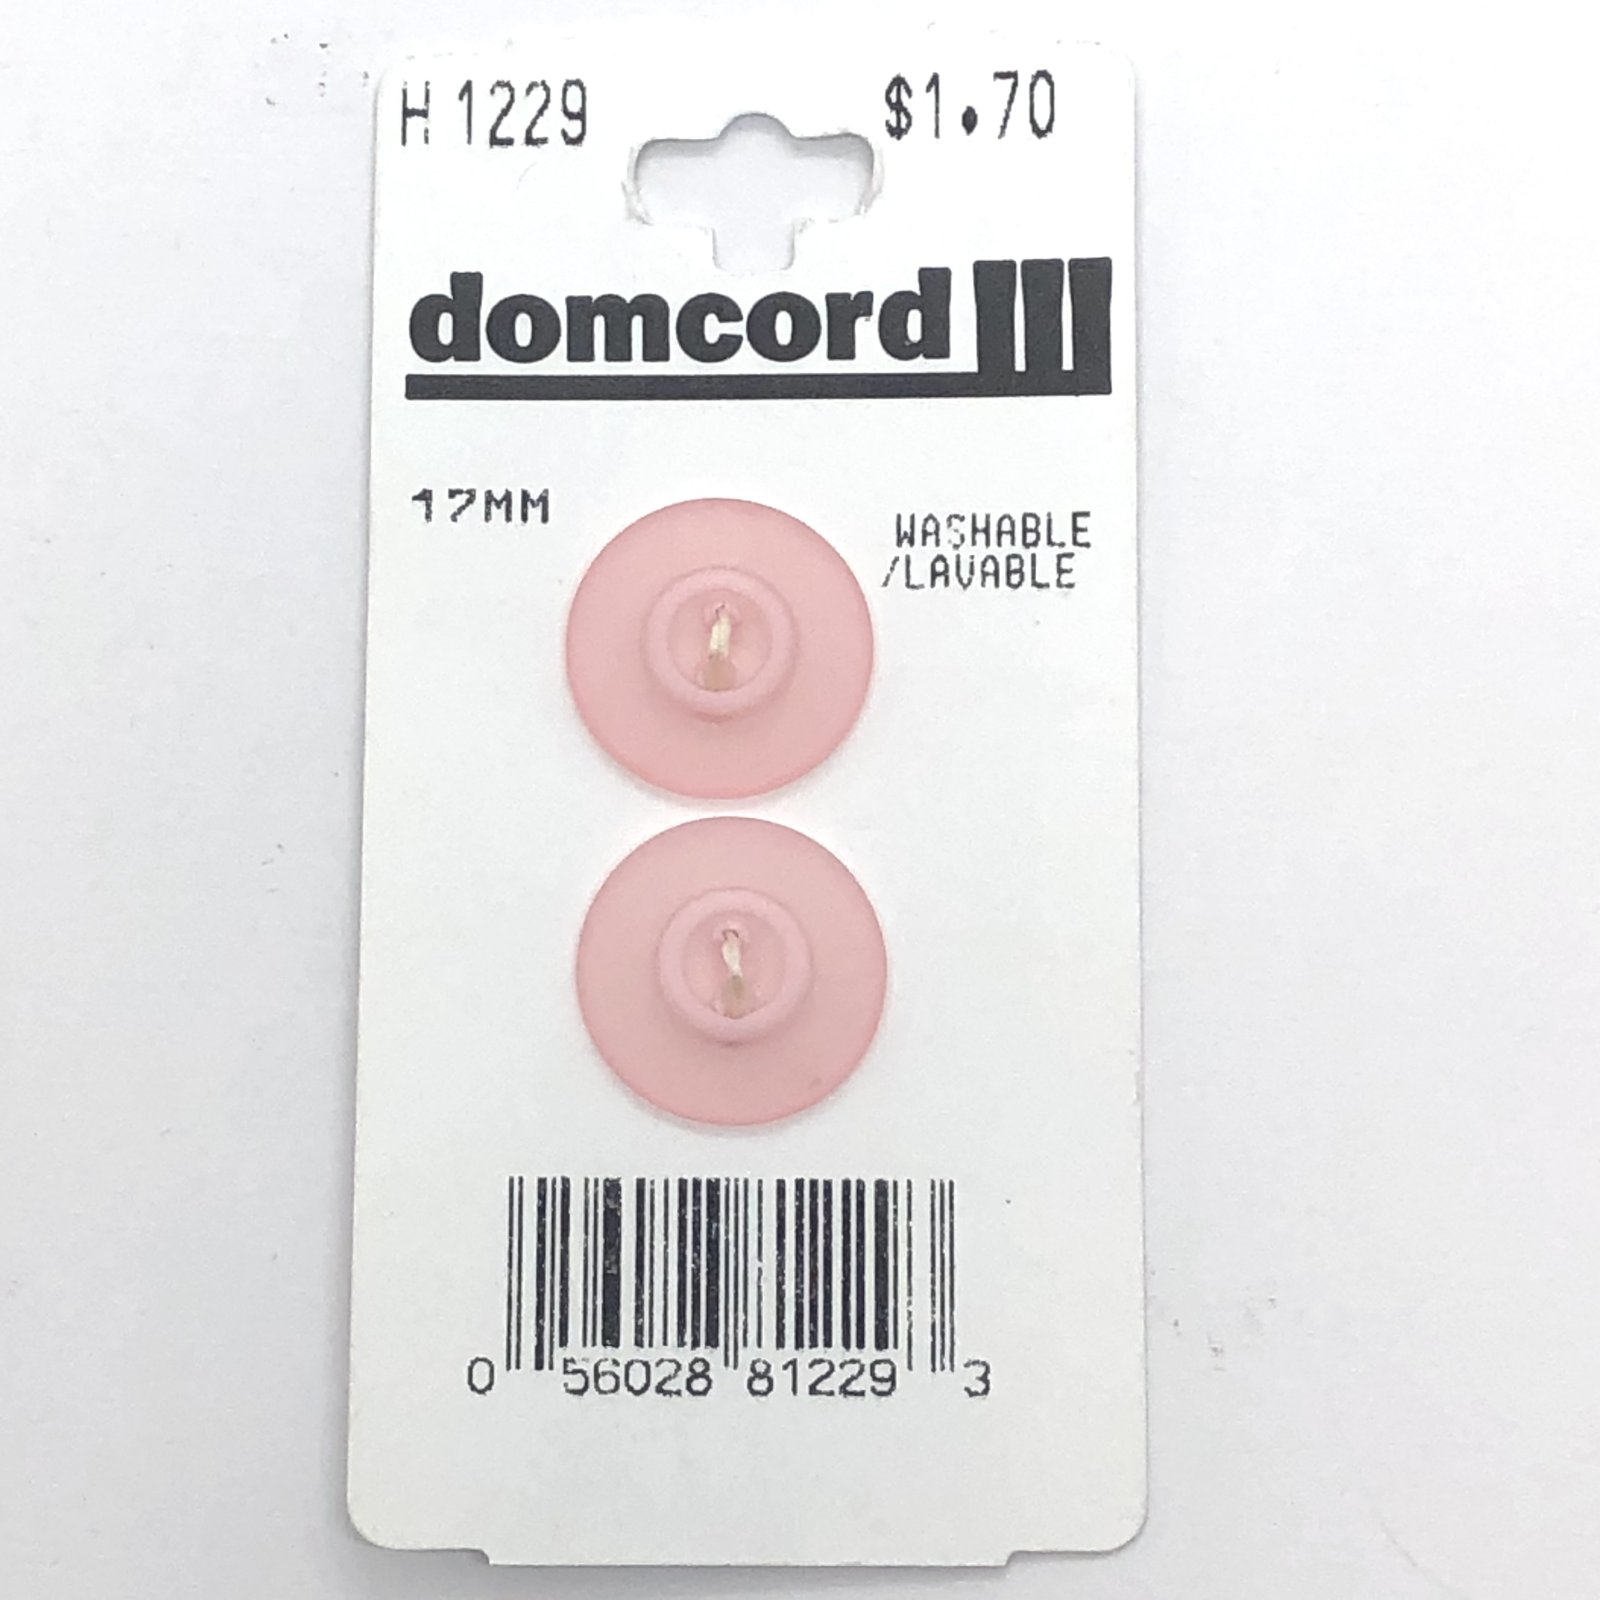 H 1229 $1.70
domcord
17MM
WASHABLE
/LAVABLE
0 56028 81229 3